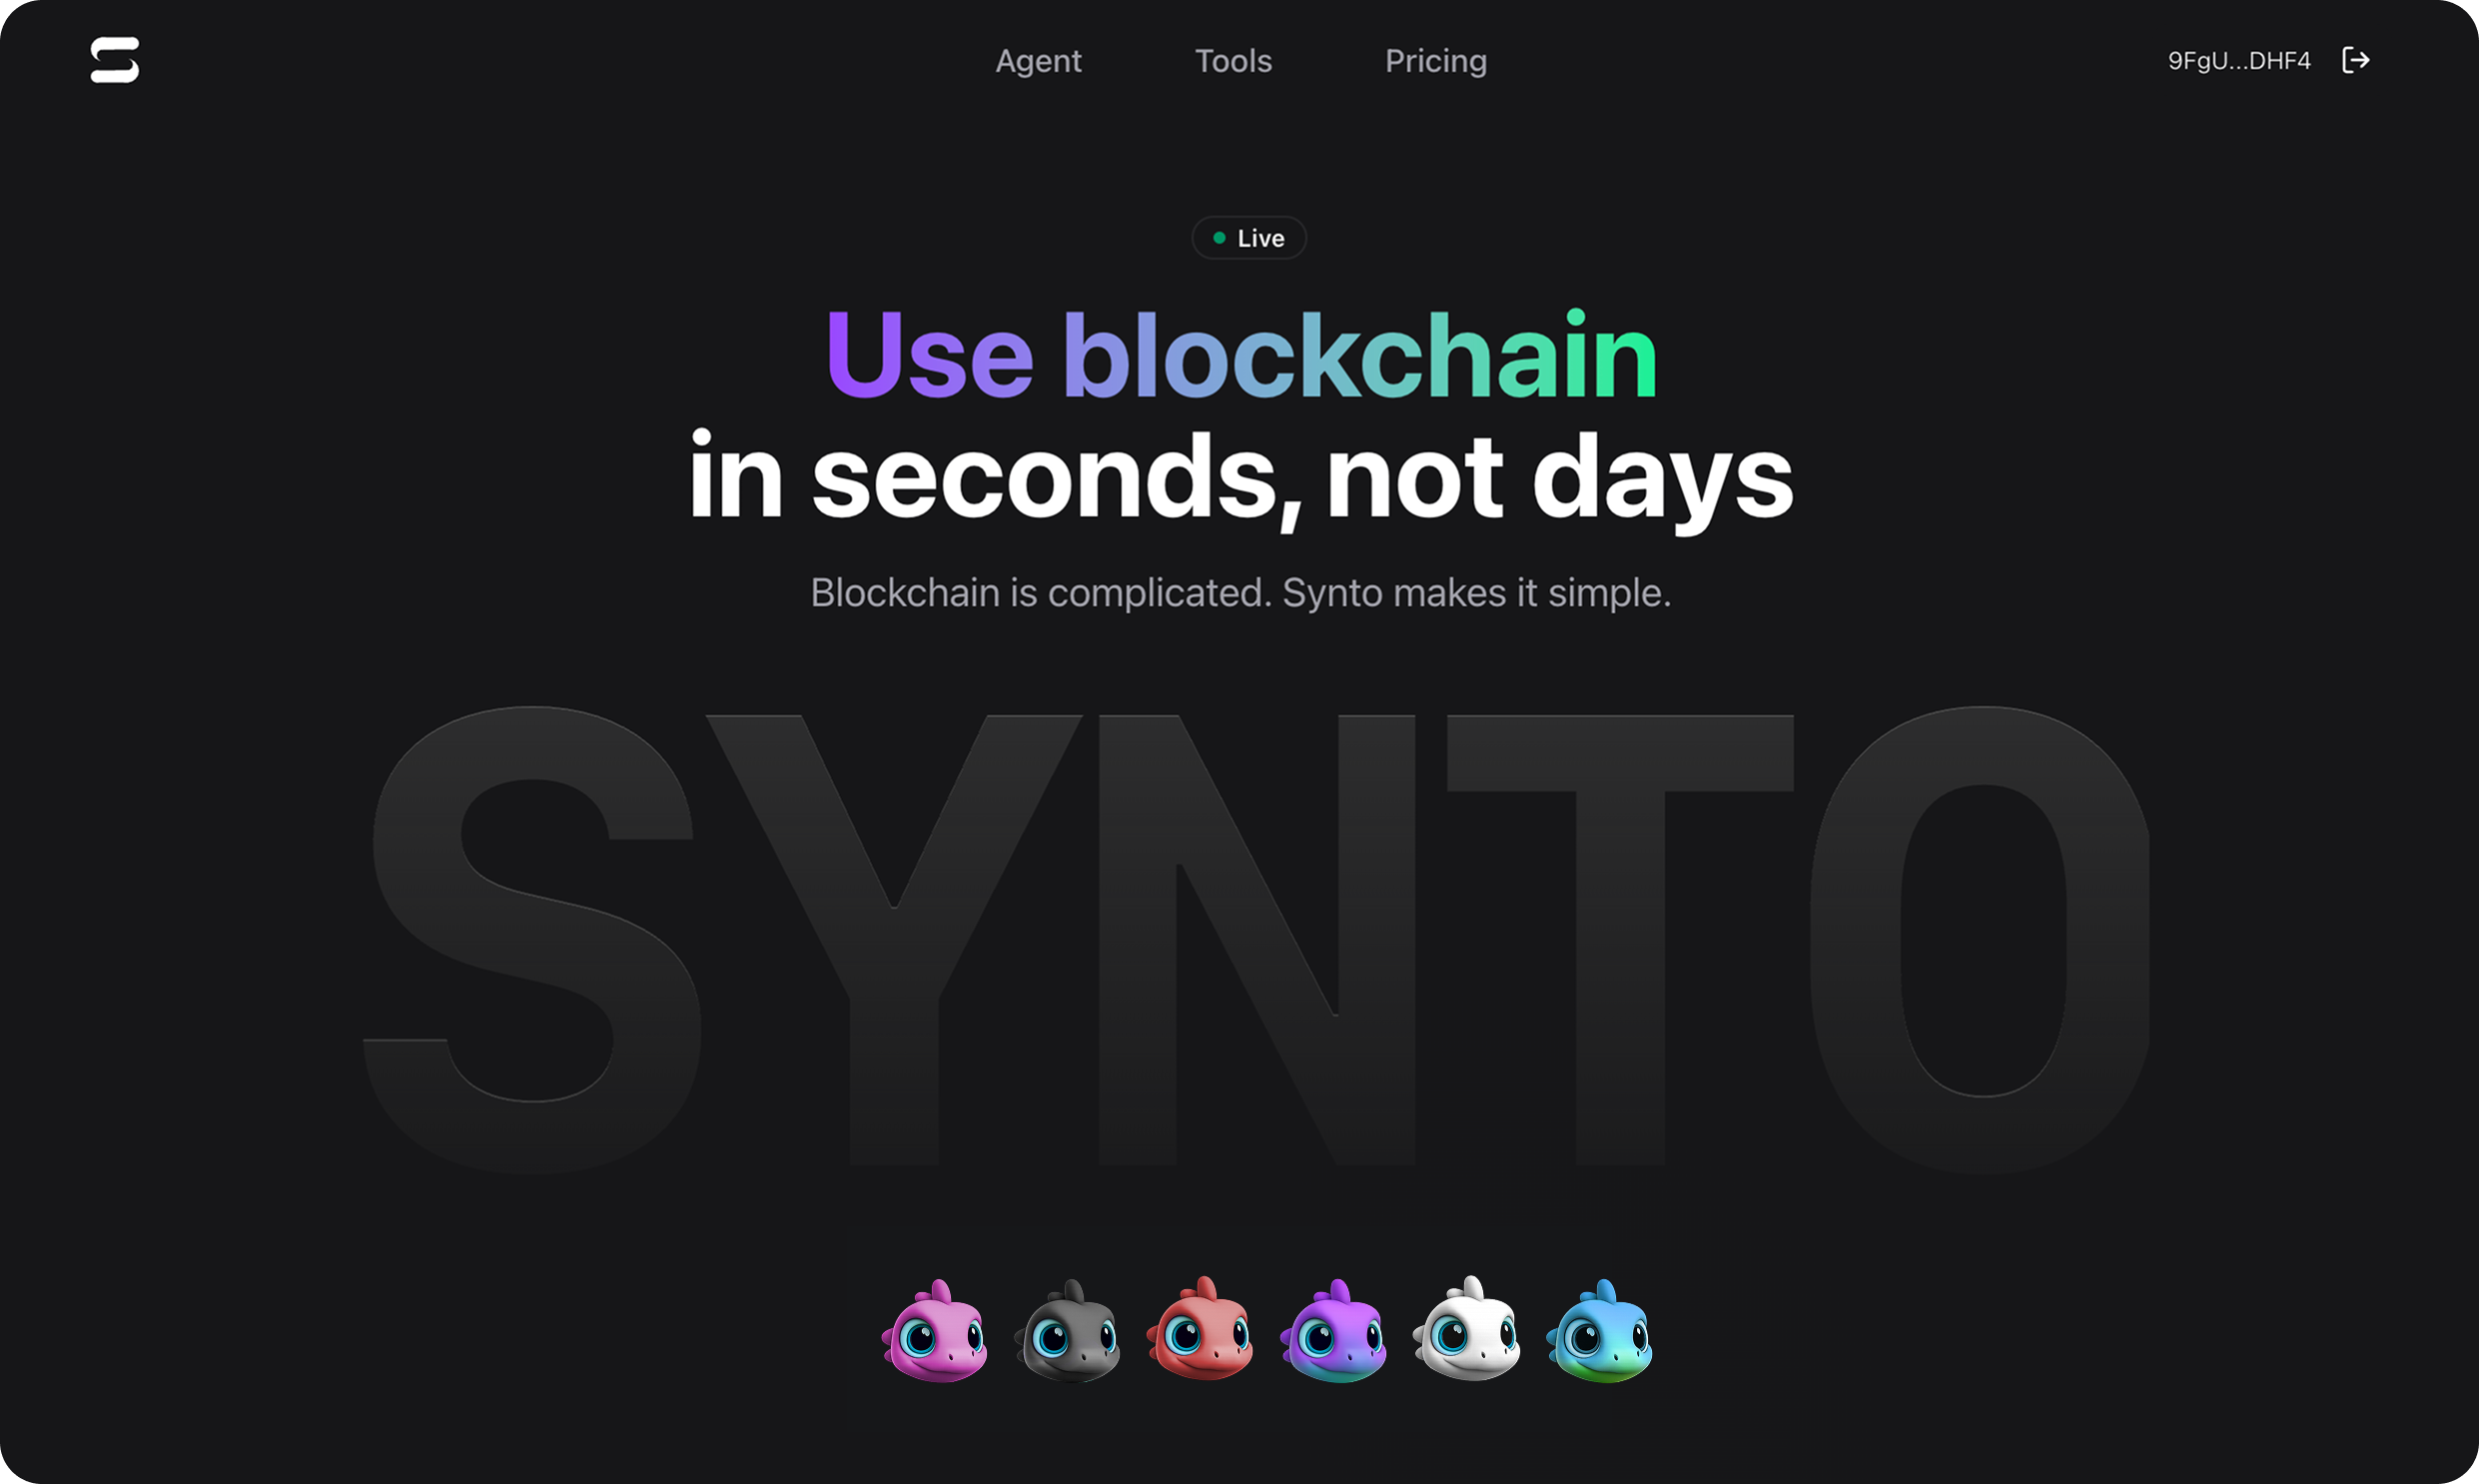 Agent Tools Pricing 9FgU...DHF4
Live
Use blockchain
in seconds, not days
Blockchain is complicated. Synto makes it simple.
SYNTO